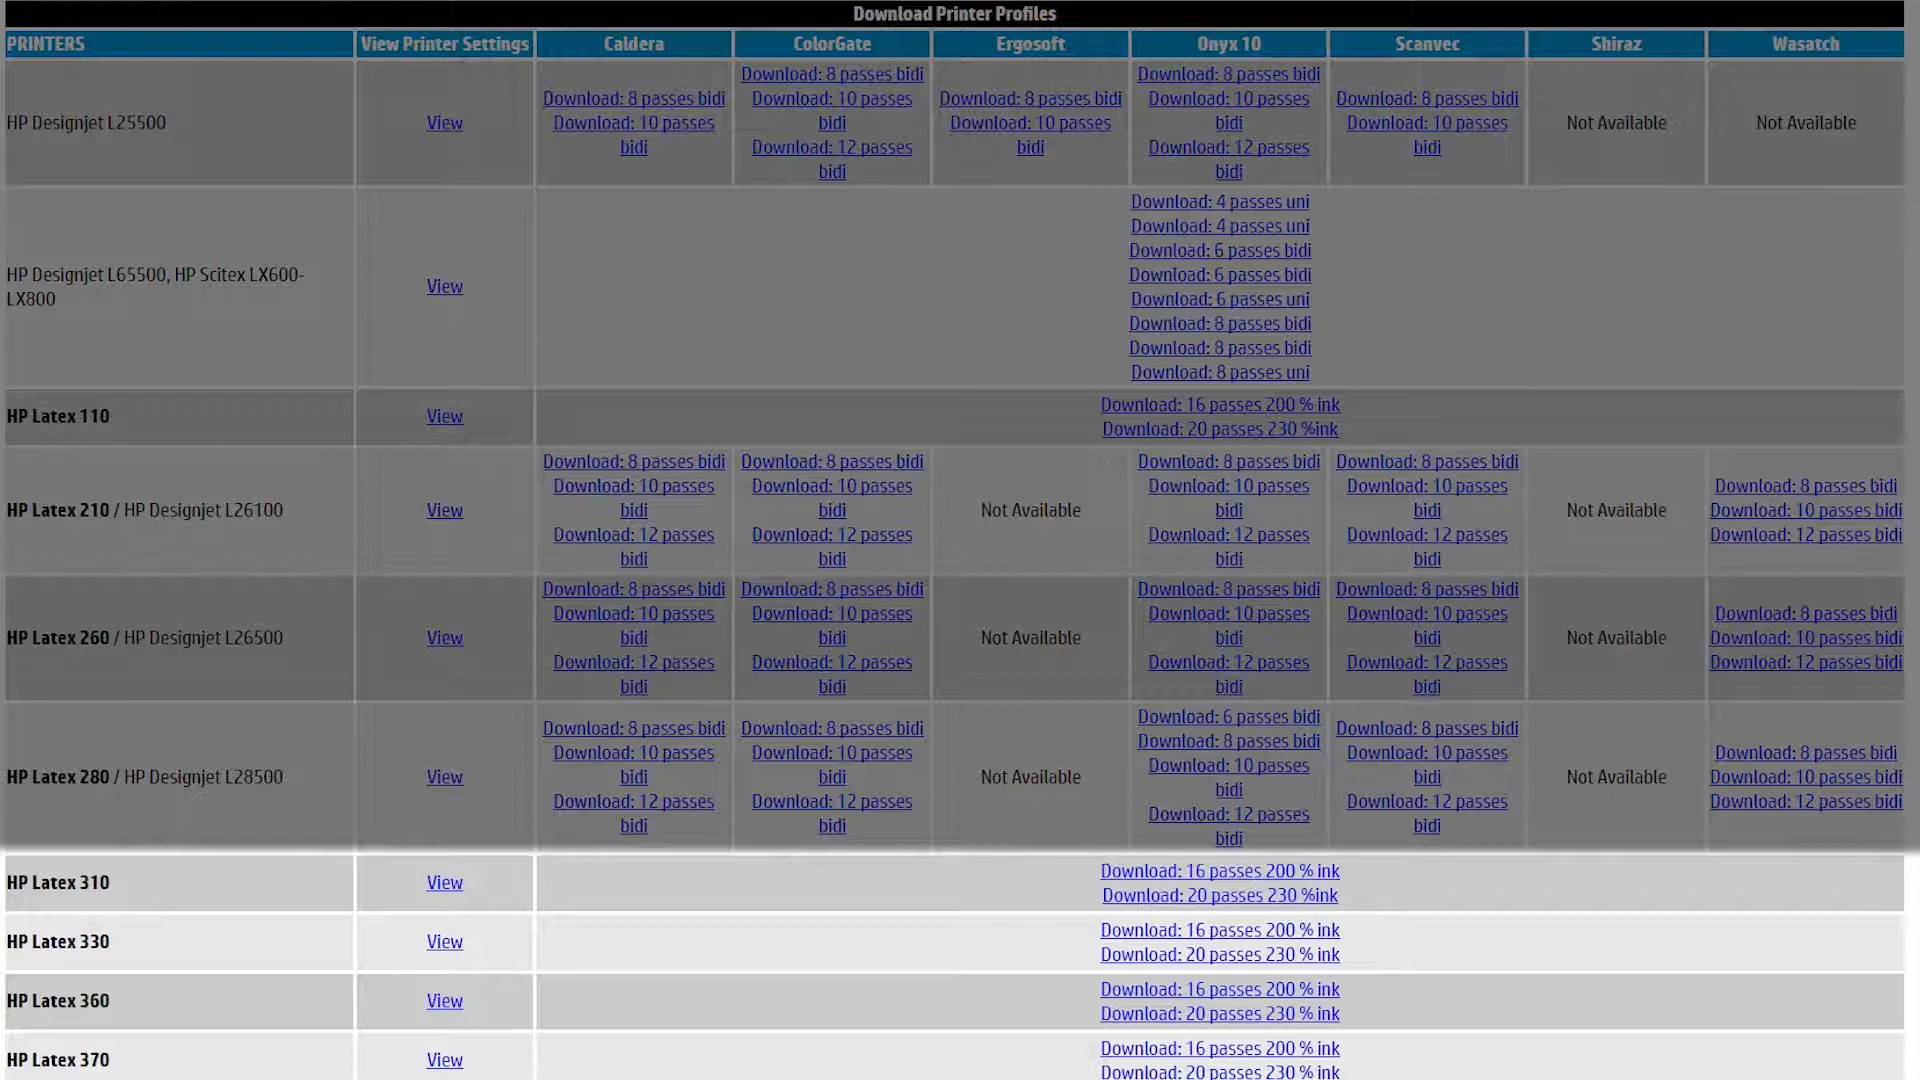 Download Printer Profiles
PRINTERS View Printer Settings Caldera ColorGate Ergosoft Onyx 10 Scanvec Shiraz Wasatch
HP Designjet L25500
View
Download: 8 passes bidi
Download: 10 passes
bidi
Download: 8 passes bidi
Download: 10 passes
bidi
Download: 12 passes
bidi
Download: 8 passes bidi
Download: 10 passes
bidi
Download: 8 passes bidi
Download: 10 passes
bidi
Download: 12 passes
bidi
Download: 8 passes bidi
Download: 10 passes
bidi
Not Available
Not Available
HP Designjet L65500, HP Scitex LX600-
LX800
View
Download: 4 passes uni
Download: 4 passes uni
Download: 6 passes bidi
Download: 6 passes bidi
Download: 6 passes uni
Download: 8 passes bidi
Download: 8 passes bidi
Download: 8 passes uni
HP Latex 110
View
Download: 16 passes 200 % ink
Download: 20 passes 230 %ink
HP Latex 210 / HP Designjet L26100
View
Download: 8 passes bidi
Download: 10 passes
bidi
Download: 12 passes
bidi
Download: 8 passes bidi
Download: 10 passes
bidi
Download: 12 passes
bidi
Not Available
Download: 8 passes bidi
Download: 10 passes
bidi
Download: 12 passes
bidi
Download: 8 passes bidi
Download: 10 passes
bidi
Download: 12 passes
bidi
Not Available
Download: 8 passes bidi
Download: 10 passes bidi
Download: 12 passes bidi
HP Latex 260 / HP Designjet L26500
View
Download: 8 passes bidi
Download: 10 passes
bidi
Download: 12 passes
bidi
Download: 8 passes bidi
Download: 10 passes
bidi
Download: 12 passes
bidi
Not Available
Download: 8 passes bidi
Download: 10 passes
bidi
Download: 12 passes
bidi
Download: 8 passes bidi
Download: 10 passes
bidi
Download: 12 passes
bidi
Not Available
Download: 8 passes bidi
Download: 10 passes bidi
Download: 12 passes bidi
HP Latex 280 / HP Designjet L28500
View
Download: 8 passes bidi
Download: 10 passes
bidi
Download: 12 passes
bidi
Download: 8 passes bidi
Download: 10 passes
bidi
Download: 12 passes
bidi
Not Available
Download: 6 passes bidi
Download: 8 passes bidi
Download: 10 passes
bidi
Download: 12 passes
bidi
Download: 8 passes bidi
Download: 10 passes
bidi
Download: 12 passes
bidi
Not Available
Download: 8 passes bidi
Download: 10 passes bidi
Download: 12 passes bidi
HP Latex 310
View
Download: 16 passes 200 % ink
Download: 20 passes 230 %ink
HP Latex 330
View
Download: 16 passes 200 % ink
Download: 20 passes 230 % ink
HP Latex 360
View
Download: 16 passes 200 % ink
Download: 20 passes 230 % ink
HP Latex 370
View
Download: 16 passes 200 % ink
Download: 20 passes 230 % ink